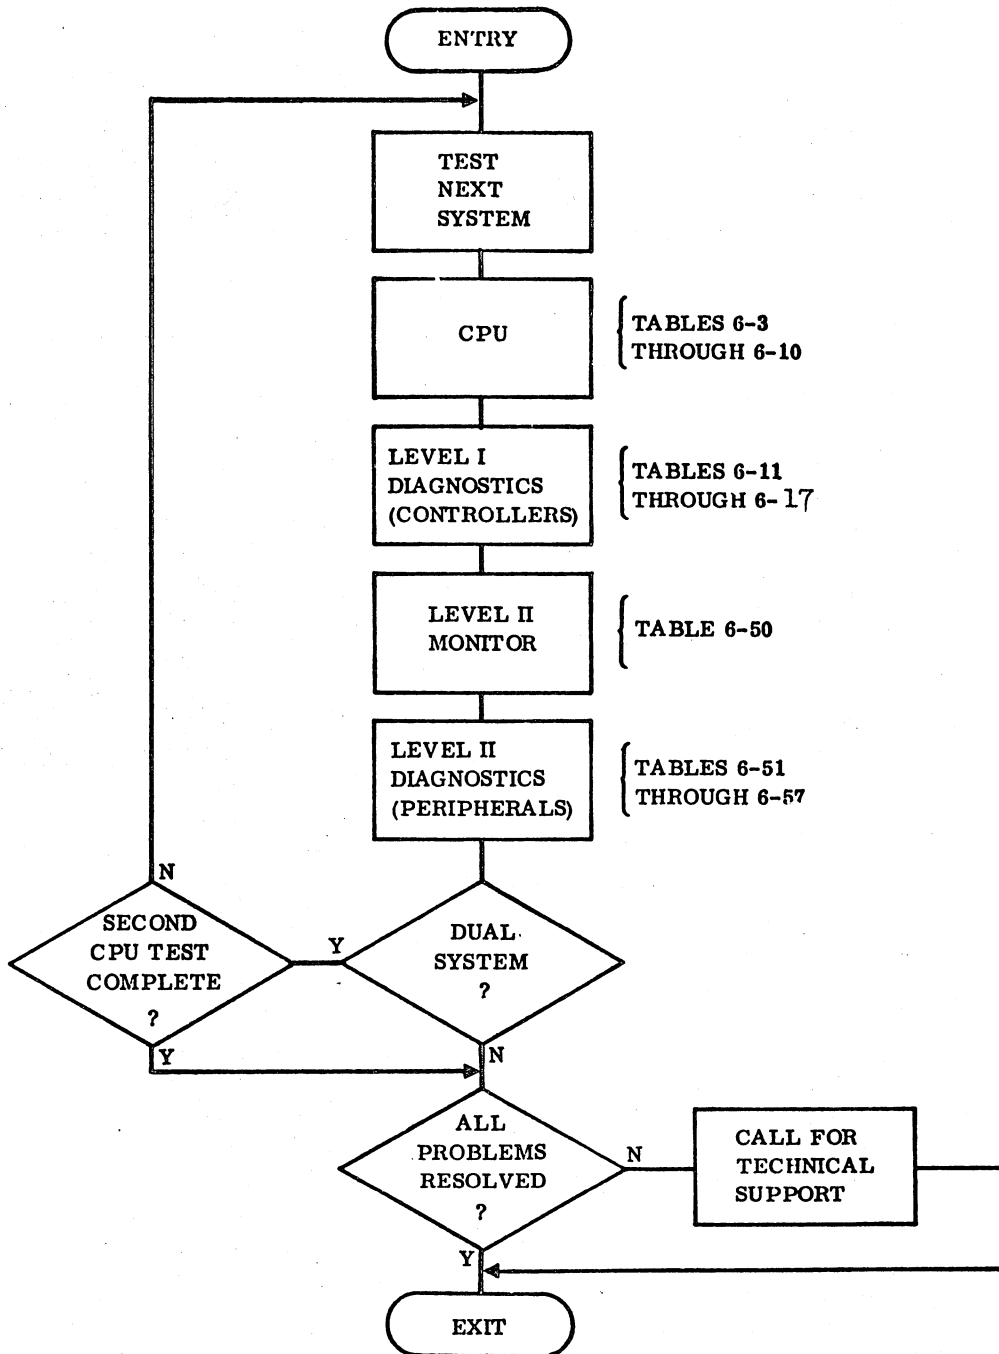 ENTRY
TEST
NEXT
SYSTEM
CPU
TABLES 6-3
THROUGH 6-10
LEVEL I
DIAGNOSTICS
(CONTROLLERS)
TABLES 6-11
THROUGH 6-17
LEVEL II
MONITOR
TABLE 6-50
LEVEL II
DIAGNOSTICS
(PERIPHERALS)
TABLES 6-51
THROUGH 6-57
N
SECOND
CPU TEST
COMPLETE
?
Y
DUAL
SYSTEM
?
Y
N
ALL
PROBLEMS
RESOLVED
?
N
CALL FOR
TECHNICAL
SUPPORT
Y
EXIT